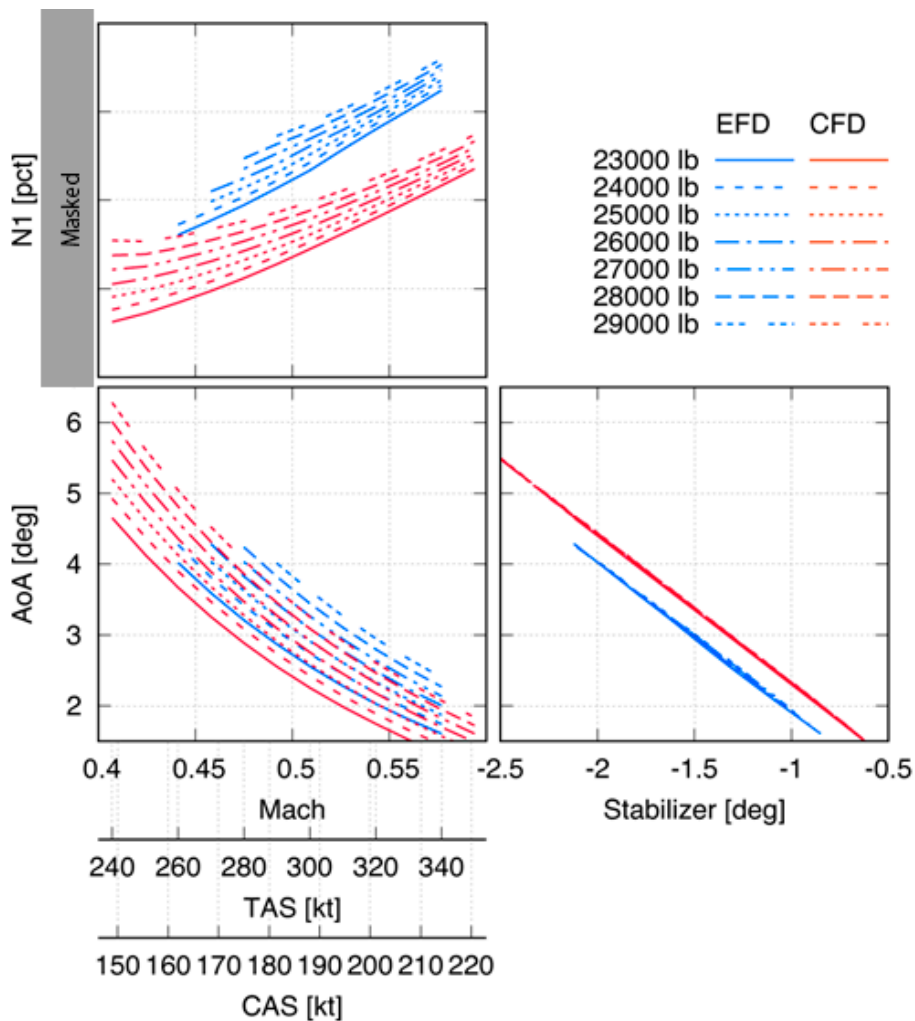 N1 [pct]
Masked
EFD CFD
23000 lb
24000 lb
25000 lb
26000 lb
27000 lb
28000 lb
29000 lb
AoA [deg]
6
5
4
3
2
0.4 0.45 0.5 0.55
Mach
-2.5 -2 -1.5 -1 -0.5
Stabilizer [deg]
240 260 280 300 320 340
TAS [kt]
150 160 170 180 190 200 210 220
CAS [kt]